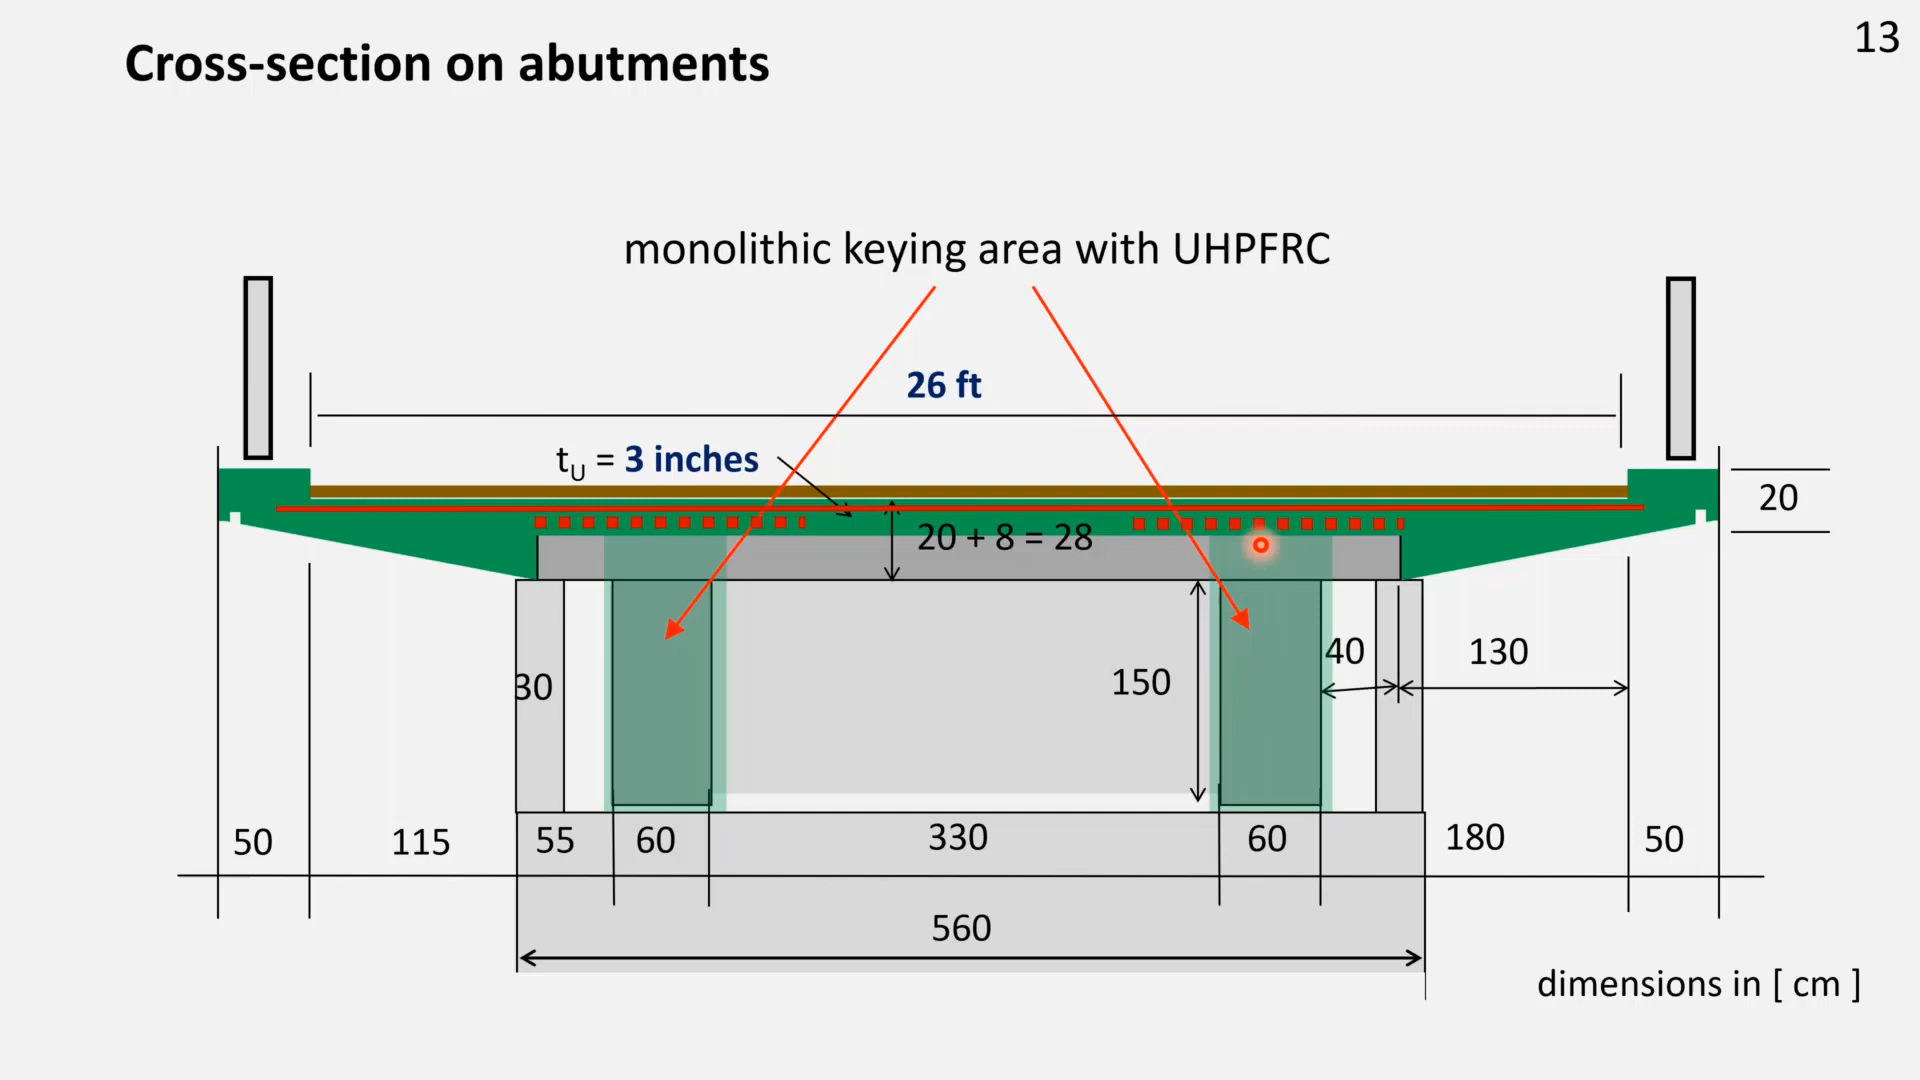 13
Cross-section on abutments
monolithic keying area with UHPFRC
26 ft
tU = 3 inches
20
20 + 8 = 28
40
130
150
30
50
115
55
60
330
60
180
50
560
dimensions in [ cm ]